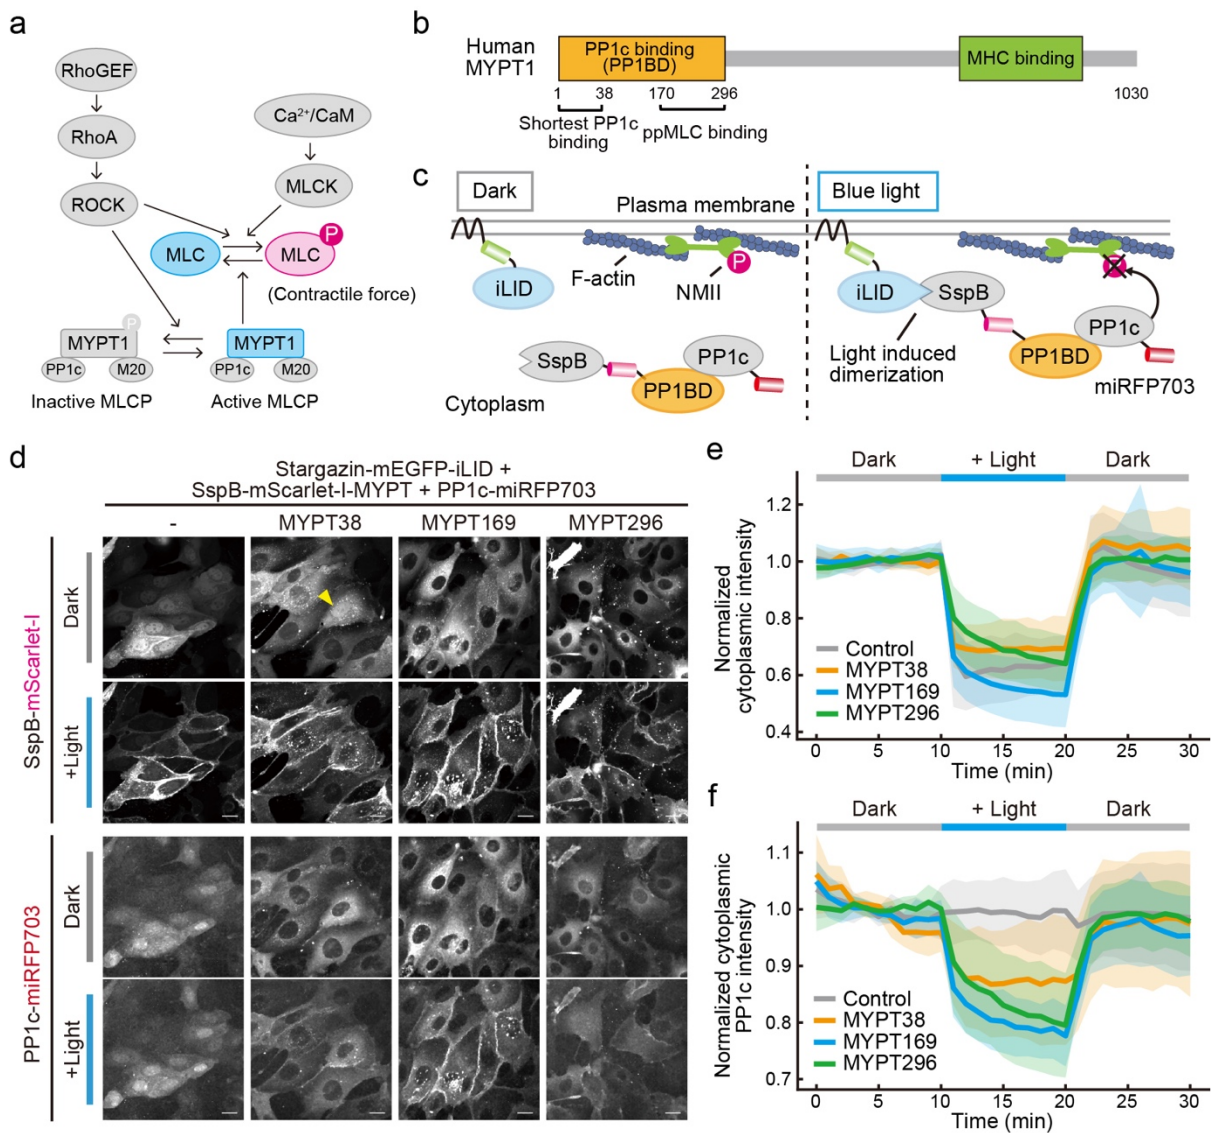 a
RhoGEF
RhoA
ROCK
Ca²⁺/CaM
MLCK
MLC
MLC
P
(Contractile force)
MYPT1
P
PP1c
M20
Inactive MLCP
MYPT1
PP1c
M20
Active MLCP
b
Human
MYPT1
PP1c binding
(PP1BD)
MHC binding
1
38
170
296
1030
Shortest PP1c
binding
ppMLC binding
c
Dark
Plasma membrane
Blue light
iLID
F-actin
NMII
P
SspB
PP1BD
PP1c
Cytoplasm
iLID
SspB
Light induced
dimerization
PP1BD
PP1c
miRFP703
d
Stargazin-mEGFP-iLID +
SspB-mScarlet-I-MYPT + PP1c-miRFP703
-
MYPT38
MYPT169
MYPT296
SspB-mScarlet-I
Dark
+Light
PP1c-miRFP703
Dark
+Light
e
Dark
+ Light
Dark
Normalized
cytoplasmic intensity
1.2
1.0
0.8
0.6
0.4
Control
MYPT38
MYPT169
MYPT296
0 5 10 15 20 25 30
Time (min)
f
Dark
+ Light
Dark
Normalized cytoplasmic
PP1c intensity
1.1
1.0
0.9
0.8
0.7
Control
MYPT38
MYPT169
MYPT296
0 5 10 15 20 25 30
Time (min)